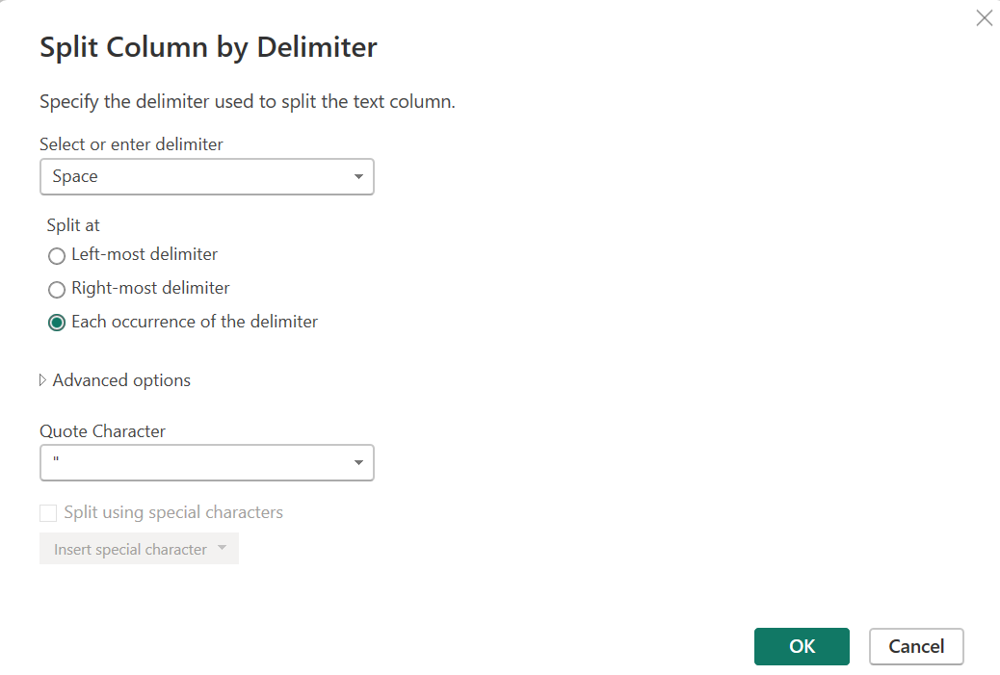 Split Column by Delimiter
Specify the delimiter used to split the text column.
Select or enter delimiter
Space
Split at
Left-most delimiter
Right-most delimiter
Each occurrence of the delimiter
Advanced options
Quote Character
"
Split using special characters
Insert special character
OK
Cancel